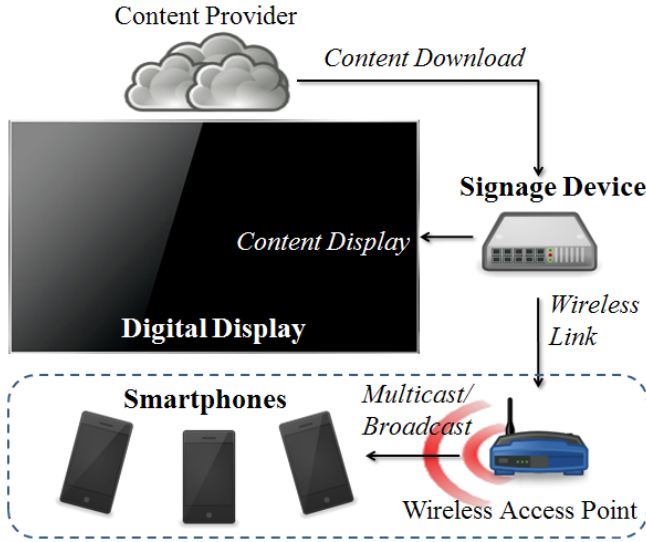 Content Provider
Content Download
Signage Device
Content Display
Digital Display
Wireless
Link
Smartphones
Multicast/
Broadcast
Wireless Access Point